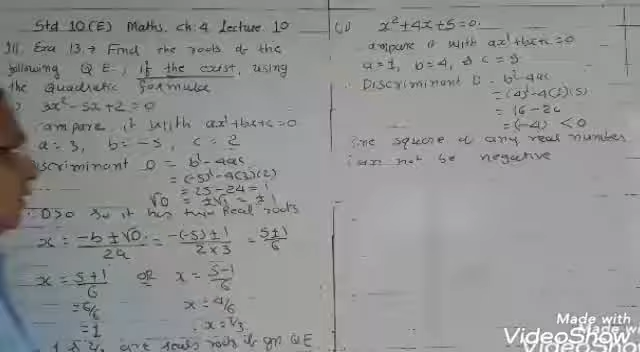 Std 10 (E) Maths. ch: 4 Lecture 10
Ill. Exa 13 → Find the roots of the
following Q E, if the exist, using
the quadratic formula
3x² - 5x + 2 = 0
compare it with ax² + bx + c = 0
a = 3, b = -5, c = 2
Discriminant D = b² - 4ac
= (-5)² - 4(3)(2)
= 25 - 24 = 1
√D = ±√1 = ±1
∴ D>0 So it has two Real roots
x = -b ± √D / 2a = -(-5) ± 1 / 2×3 = 5±1 / 6
x = 5+1 / 6 OR x = 5-1 / 6
= 6/6 x = 4/6
= 1 ∴ x = 2/3
are roots of QE
x² + 4x + 5 = 0
compare it with ax² + bx + c = 0
a = 1, b = 4, c = 5
Discriminant D = b² - 4ac
= (4)² - 4(1)(5)
= 16 - 20
= (-4) < 0
square of any real number
can not be negative
Made with
VideoShow